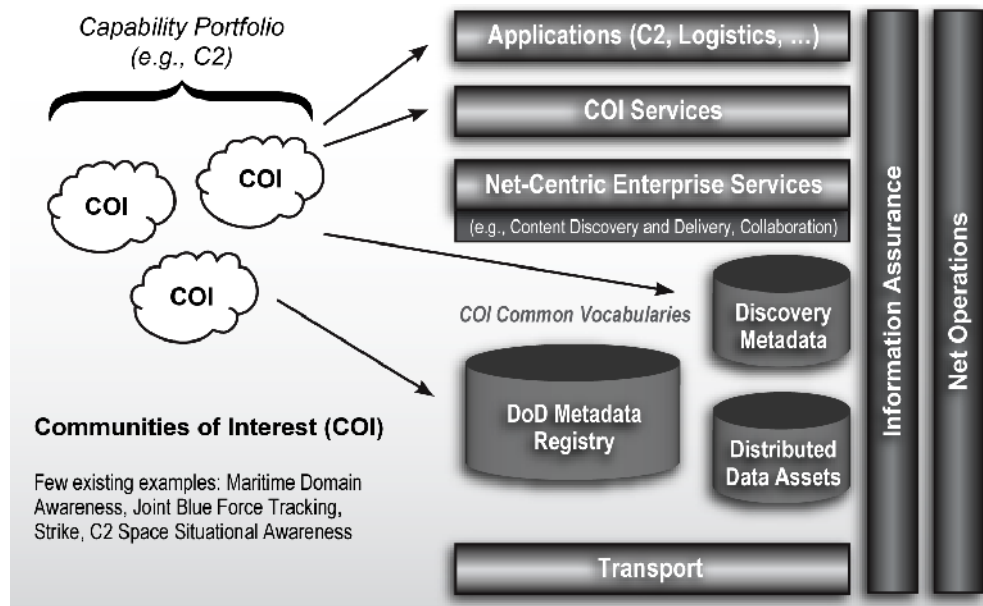 Capability Portfolio
(e.g., C2)
COI
COI
COI
Communities of Interest (COI)
Few existing examples: Maritime Domain
Awareness, Joint Blue Force Tracking,
Strike, C2 Space Situational Awareness
Applications (C2, Logistics, ...)
COI Services
Net-Centric Enterprise Services
(e.g., Content Discovery and Delivery, Collaboration)
COI Common Vocabularies
Discovery
Metadata
DoD Metadata
Registry
Distributed
Data Assets
Transport
Information Assurance
Net Operations